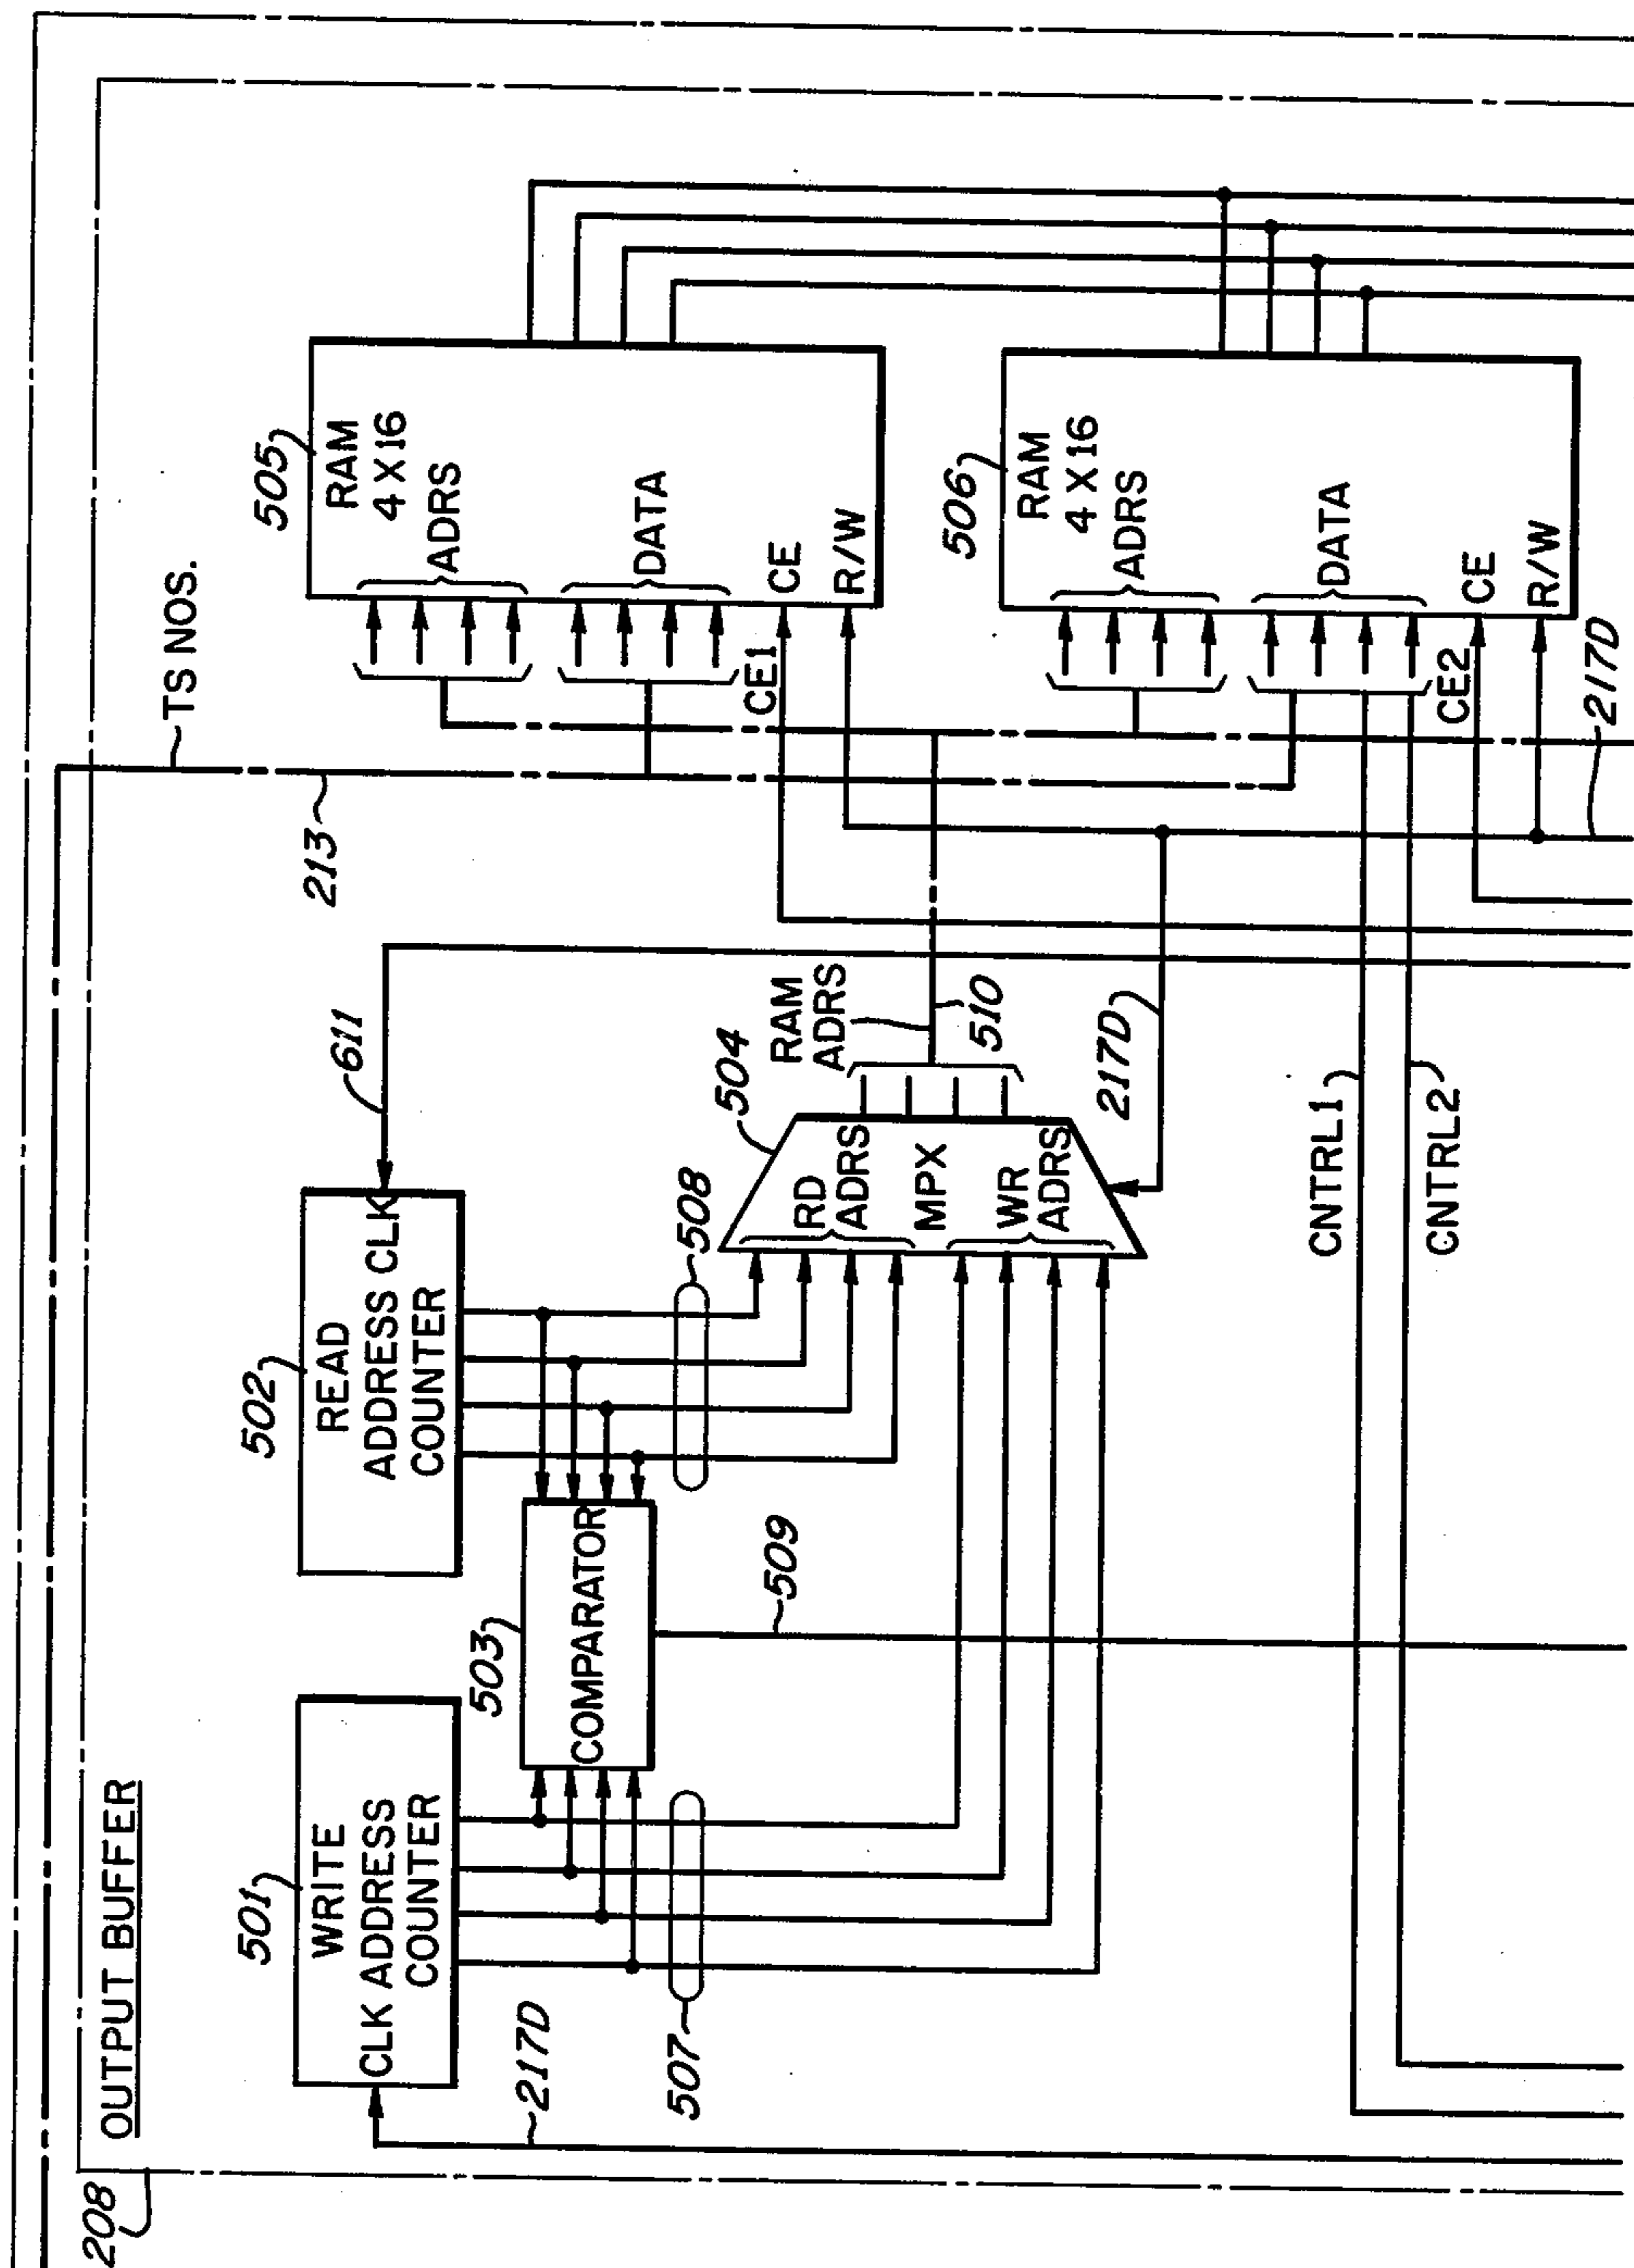 208
OUTPUT BUFFER
501
WRITE
CLK ADDRESS
COUNTER
217D
507
503
COMPARATOR
509
502
READ
ADDRESS CLK
COUNTER
611
508
504
RD
ADRS
MPX
WR
ADRS
RAM
ADRS
510
217D
CNTRL1
CNTRL2
213
TS NOS.
505
RAM
4 X 16
ADRS
DATA
CE1
CE
R/W
506
RAM
4 X 16
ADRS
DATA
CE2
CE
R/W
217D